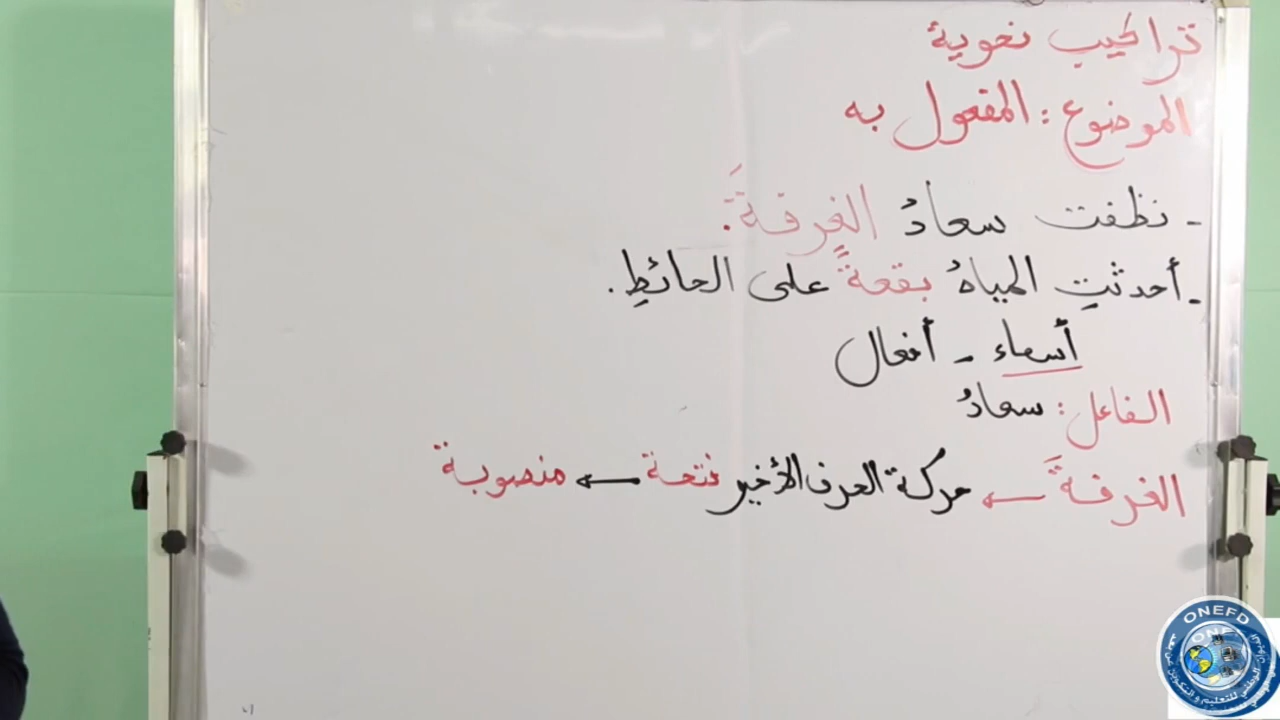 تراكيب نحوية
الموضوع : المفعول به
- نظفت سعادُ الغرفةَ.
- أحدثتِ المياهُ بقعةً على الحائطِ.
أسماء - أفعال
الفاعل : سعادُ
الغرفةَ ← حركة الحرف الأخير فتحة ← منصوبة
ONEFD